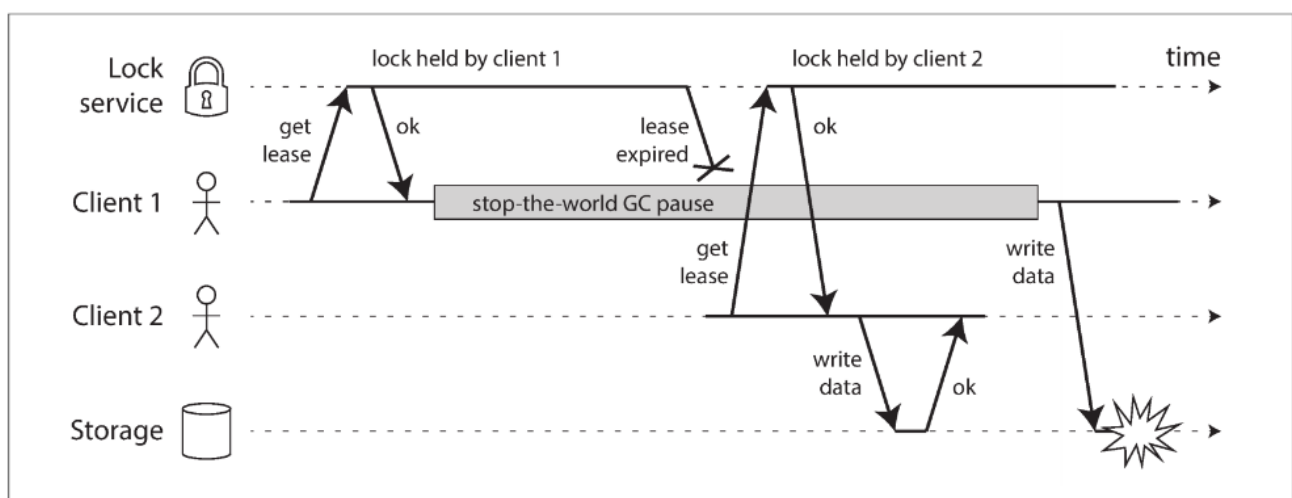 lock held by client 1
lock held by client 2
time
Lock
service
get
lease
ok
lease
expired
ok
Client 1
stop-the-world GC pause
get
lease
write
data
Client 2
write
data
ok
Storage